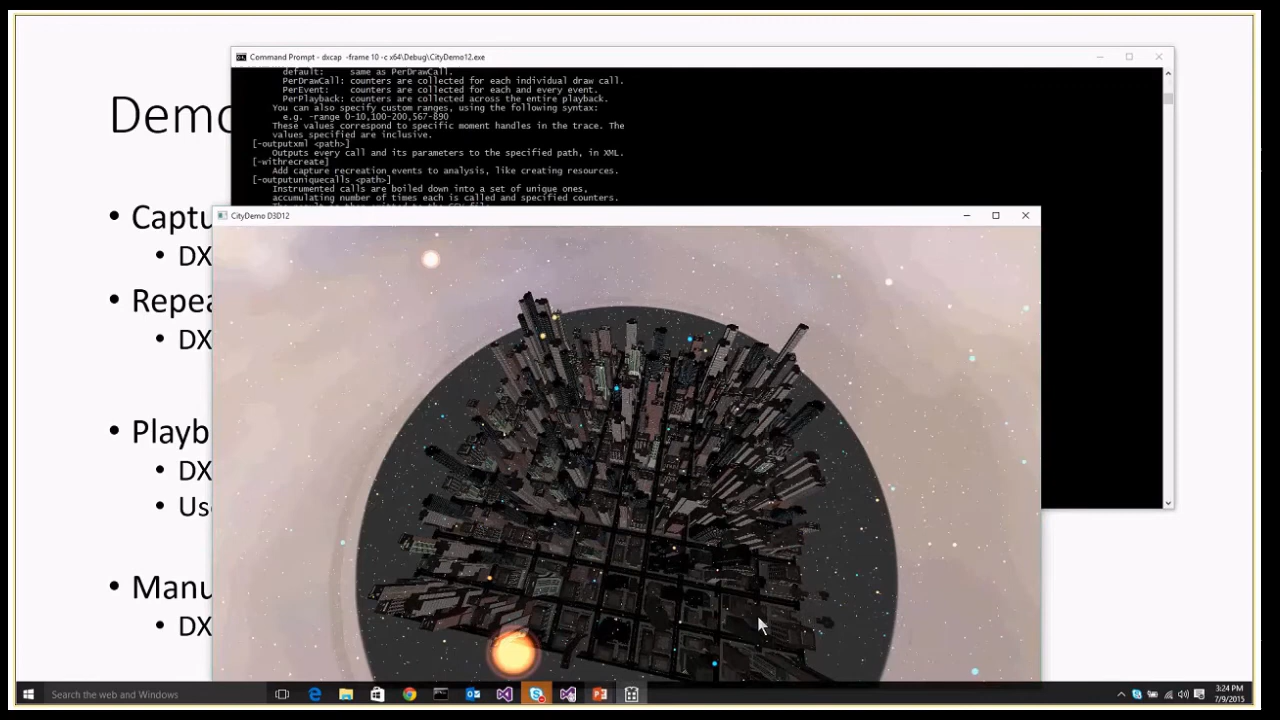 Command Prompt - dxcap -frame 10 -c x64\Debug\CityDemo12.exe
default: same as PerDrawCall.
PerDrawCall: counters are collected for each individual draw call.
PerEvent: counters are collected for each and every event.
PerPlayback: counters are collected across the entire playback.
You can also specify custom ranges, using the following syntax:
e.g. -range 0-10,100-200,567-890
These values correspond to specific moment handles in the trace. The
values specified are inclusive.
[-outputxml <path>]
Outputs every call and its parameters to the specified path, in XML.
[-withrecreate]
Add capture recreation events to analysis, like creating resources.
[-outputuniquecalls <path>]
Instrumented calls are boiled down into a set of unique ones,
accumulating number of times each is called and specified counters.
CityDemo D3D12
Demo
• Captu
• DX
• Repea
• DX
• Playb
• DX
• Us
• Manu
• DX
Search the web and Windows
3:24 PM
7/9/2015